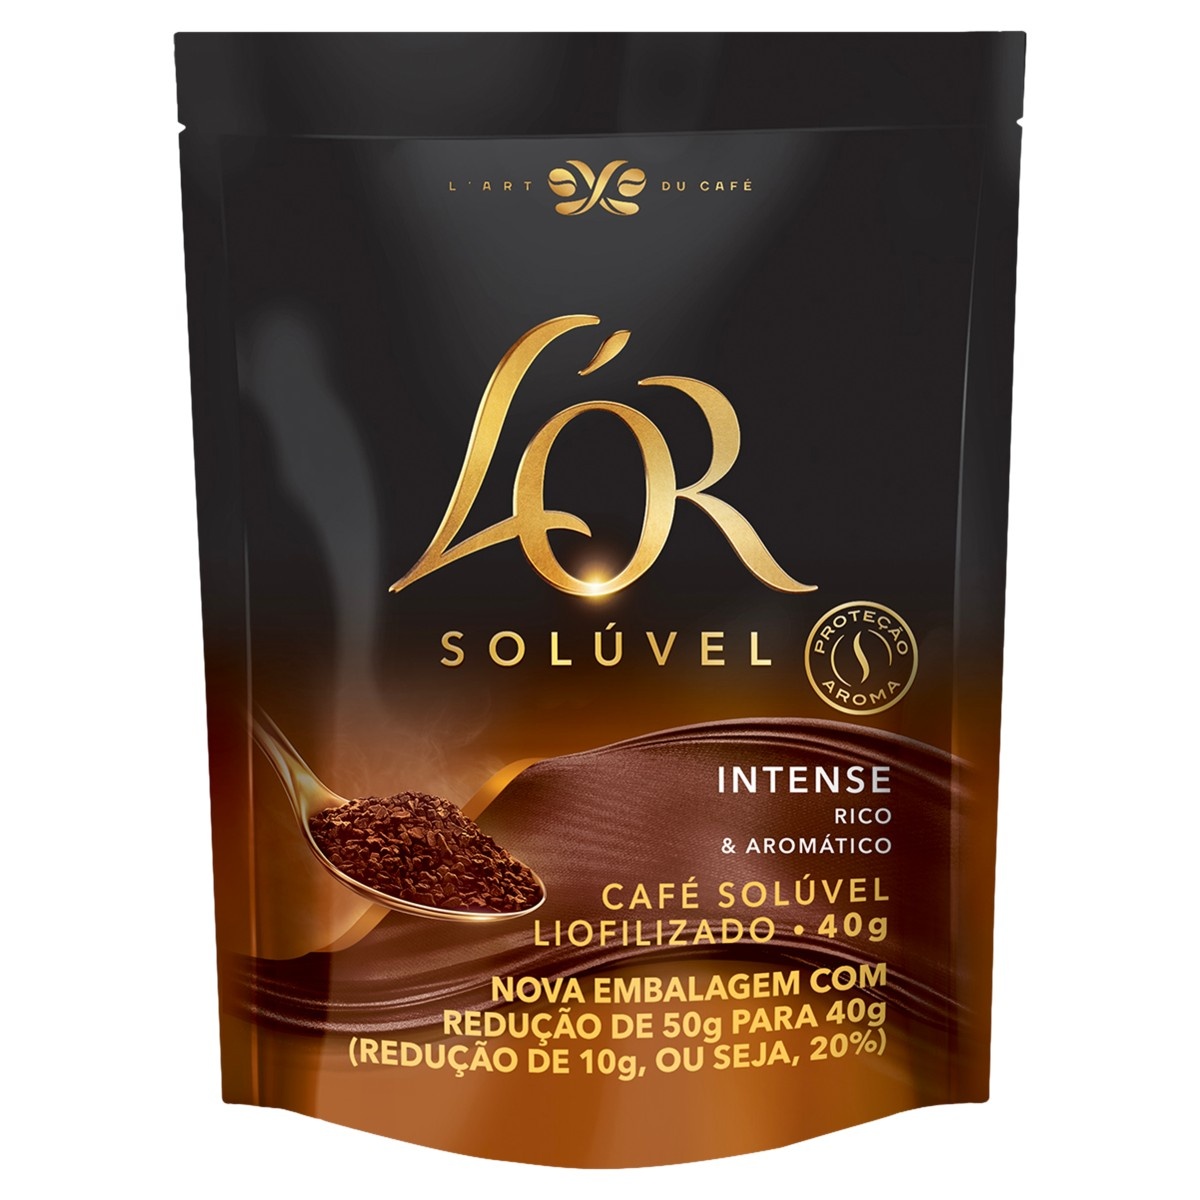 L'ART DU CAFÉ
L'OR
SOLÚVEL
PROTEÇÃO
AROMA
INTENSE
RICO
& AROMÁTICO
CAFÉ SOLÚVEL
LIOFILIZADO • 40g
NOVA EMBALAGEM COM
REDUÇÃO DE 50g PARA 40g
(REDUÇÃO DE 10g, OU SEJA, 20%)